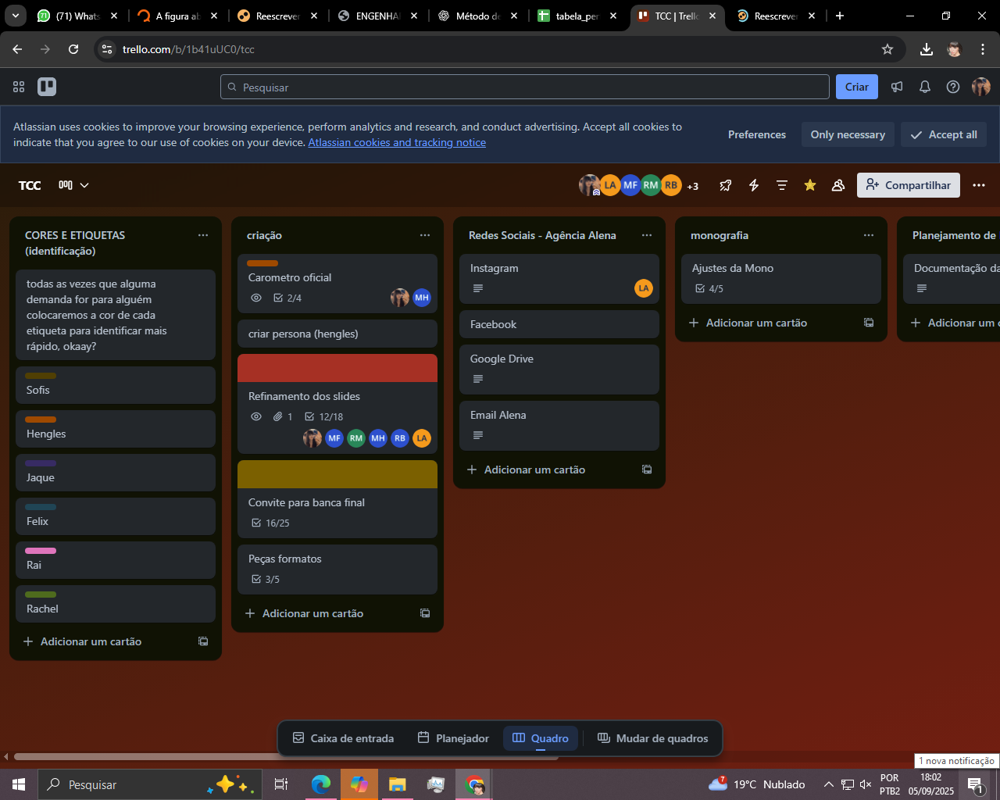 (71) Whats
A figura ab
Reescrever
ENGENHA
Método de
tabela_per
TCC | Trello
Reescrever
trello.com/b/1b41uUC0/tcc
Pesquisar
Criar
Atlassian uses cookies to improve your browsing experience, perform analytics and research, and conduct advertising. Accept all cookies to
indicate that you agree to our use of cookies on your device. Atlassian cookies and tracking notice
Preferences
Only necessary
Accept all
TCC
LA MF RM RB +3
Compartilhar
CORES E ETIQUETAS
(identificação)
todas as vezes que alguma
demanda for para alguém
colocaremos a cor de cada
etiqueta para identificar mais
rápido, okaay?
Sofis
Hengles
Jaque
Felix
Rai
Rachel
Adicionar um cartão
criação
Carometro oficial
2/4
MH
criar persona (hengles)
Refinamento dos slides
1 12/18
MF RM MH RB LA
Convite para banca final
16/25
Peças formatos
3/5
Adicionar um cartão
Redes Sociais - Agência Alena
Instagram
LA
Facebook
Google Drive
Email Alena
Adicionar um cartão
monografia
Ajustes da Mono
4/5
Adicionar um cartão
Planejamento de
Documentação da
Adicionar um c
Caixa de entrada
Planejador
Quadro
Mudar de quadros
1 nova notificação
Pesquisar
7
19°C Nublado
POR
PTB2
18:02
05/09/2025
1